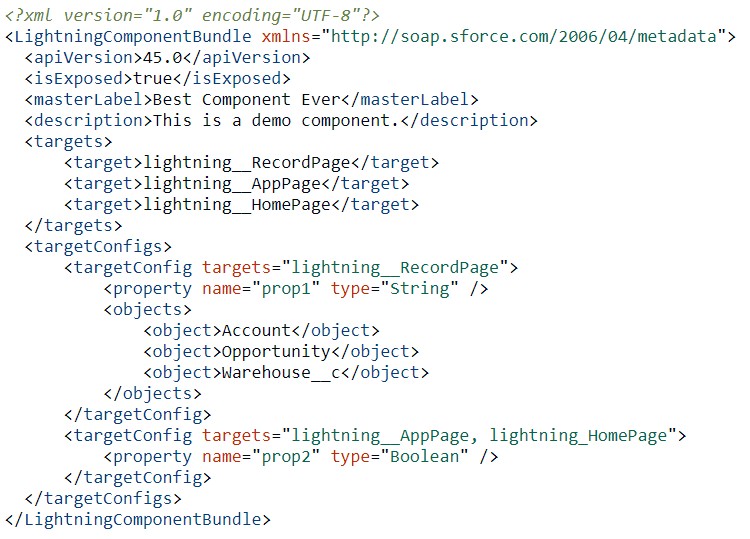 <?xml version="1.0" encoding="UTF-8"?>
<LightningComponentBundle xmlns="http://soap.sforce.com/2006/04/metadata">
  <apiVersion>45.0</apiVersion>
  <isExposed>true</isExposed>
  <masterLabel>Best Component Ever</masterLabel>
  <description>This is a demo component.</description>
  <targets>
      <target>lightning__RecordPage</target>
      <target>lightning__AppPage</target>
      <target>lightning__HomePage</target>
  </targets>
  <targetConfigs>
      <targetConfig targets="lightning__RecordPage">
          <property name="prop1" type="String" />
          <objects>
              <object>Account</object>
              <object>Opportunity</object>
              <object>Warehouse__c</object>
          </objects>
      </targetConfig>
      <targetConfig targets="lightning__AppPage, lightning_HomePage">
          <property name="prop2" type="Boolean" />
      </targetConfig>
  </targetConfigs>
</LightningComponentBundle>